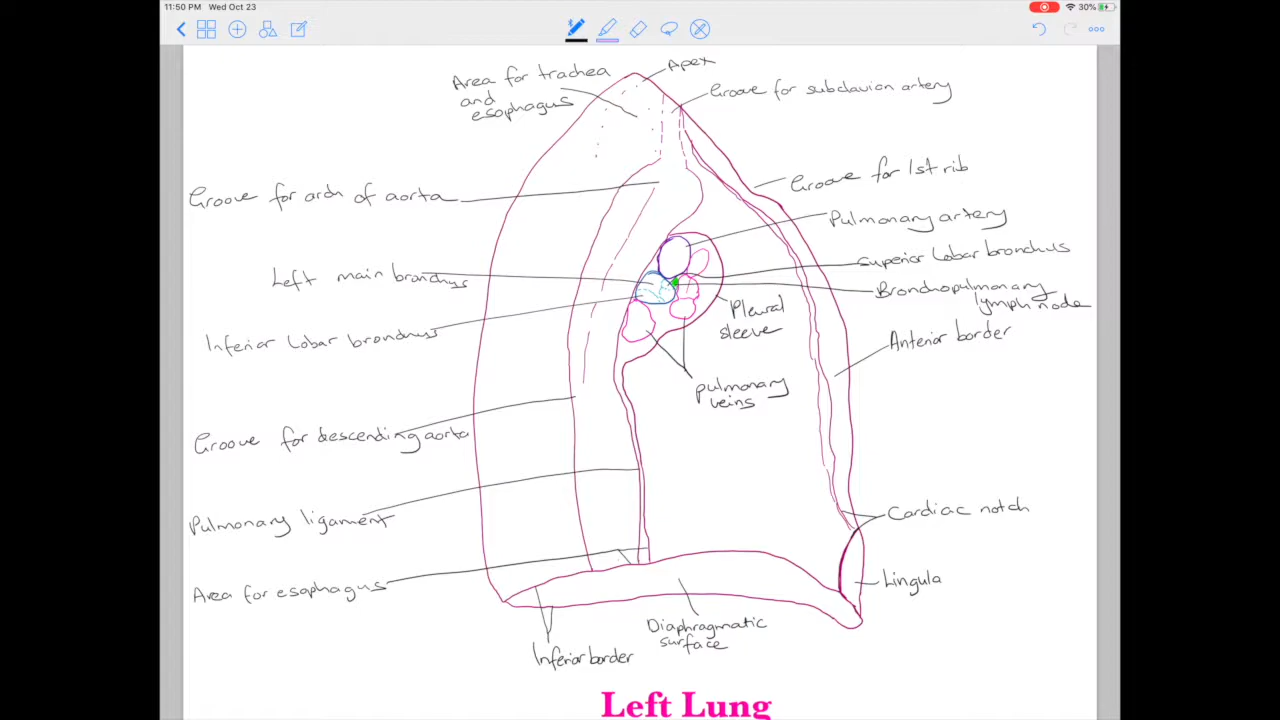 11:50 PM Wed Oct 23
30%
Area for trachea
and
esophagus
Apex
Groove for subclavian artery
Groove for 1st rib
Groove for arch of aorta
Pulmonary artery
superior lobar bronchus
Left main bronchus
Bronchopulmonary
lymph node
Pleural
sleeve
Inferior lobar bronchus
Anterior border
pulmonary
veins
Groove for descending aorta
Pulmonary ligament
Cardiac notch
Area for esophagus
Lingula
Diaphragmatic
surface
Inferior border
Left Lung